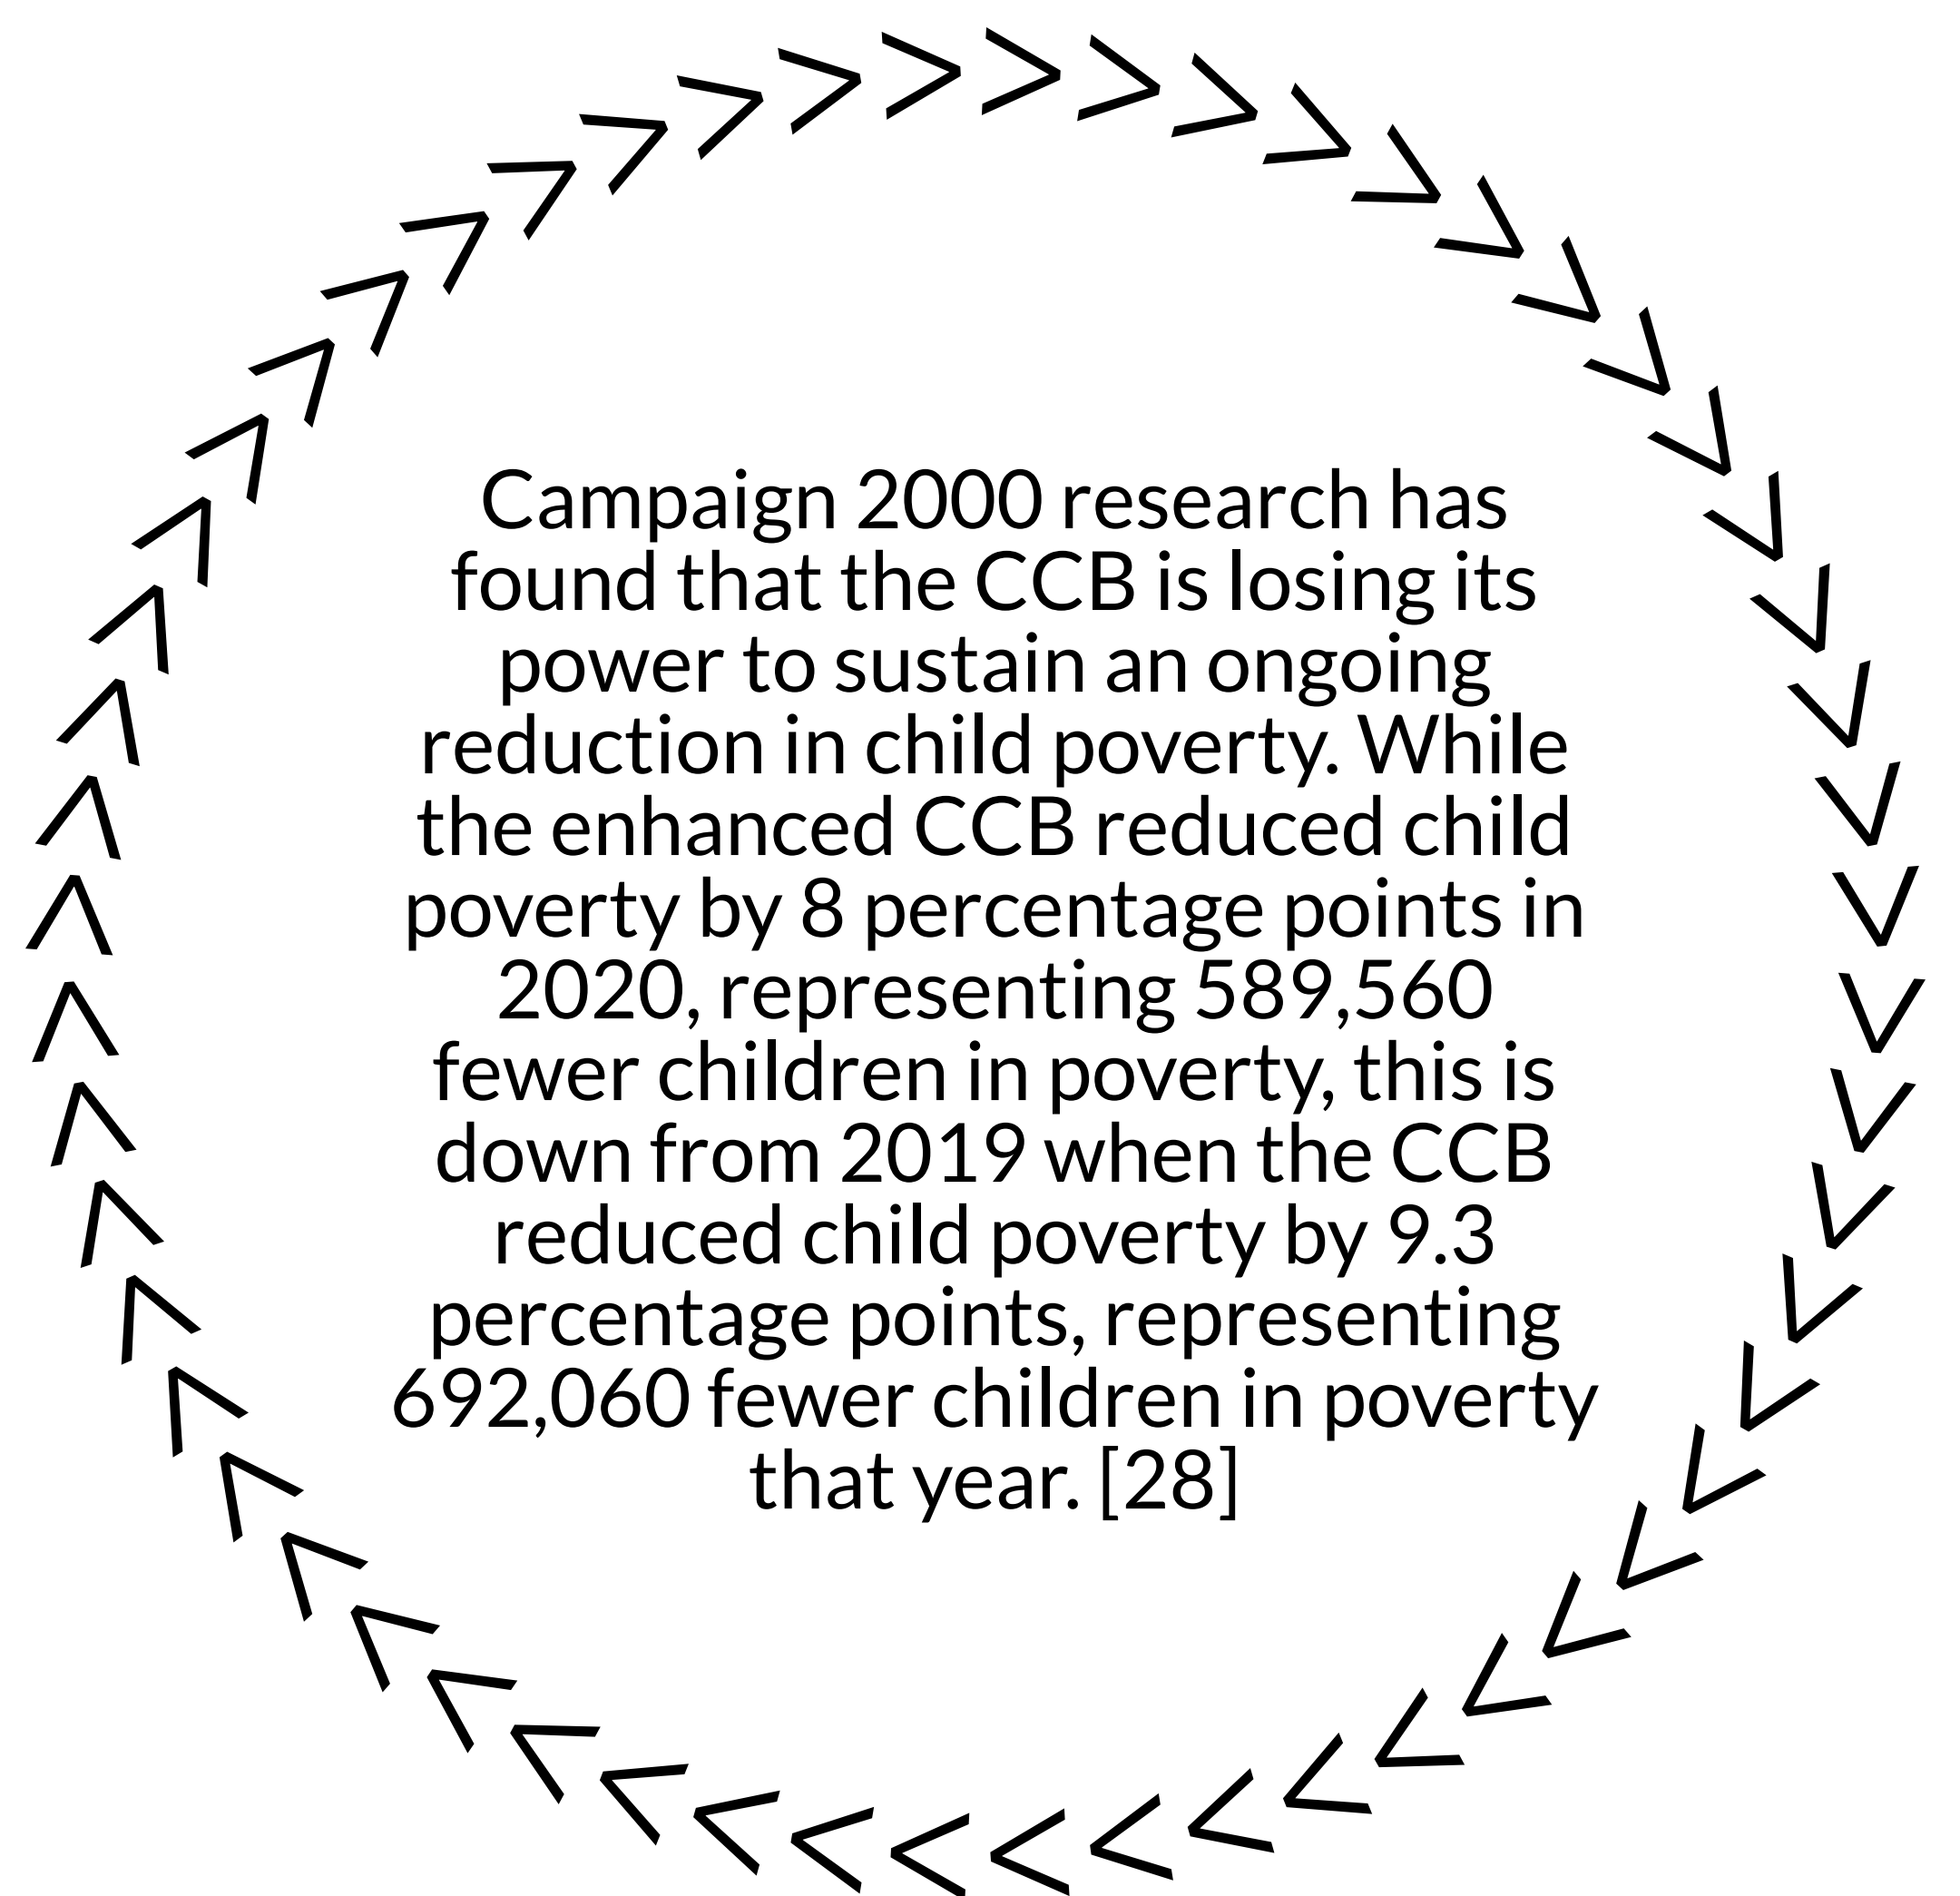 Campaign 2000 research has
found that the CCB is losing its
power to sustain an ongoing
reduction in child poverty. While
the enhanced CCB reduced child
poverty by 8 percentage points in
2020, representing 589,560
fewer children in poverty, this is
down from 2019 when the CCB
reduced child poverty by 9.3
percentage points, representing
692,060 fewer children in poverty
that year. [28]